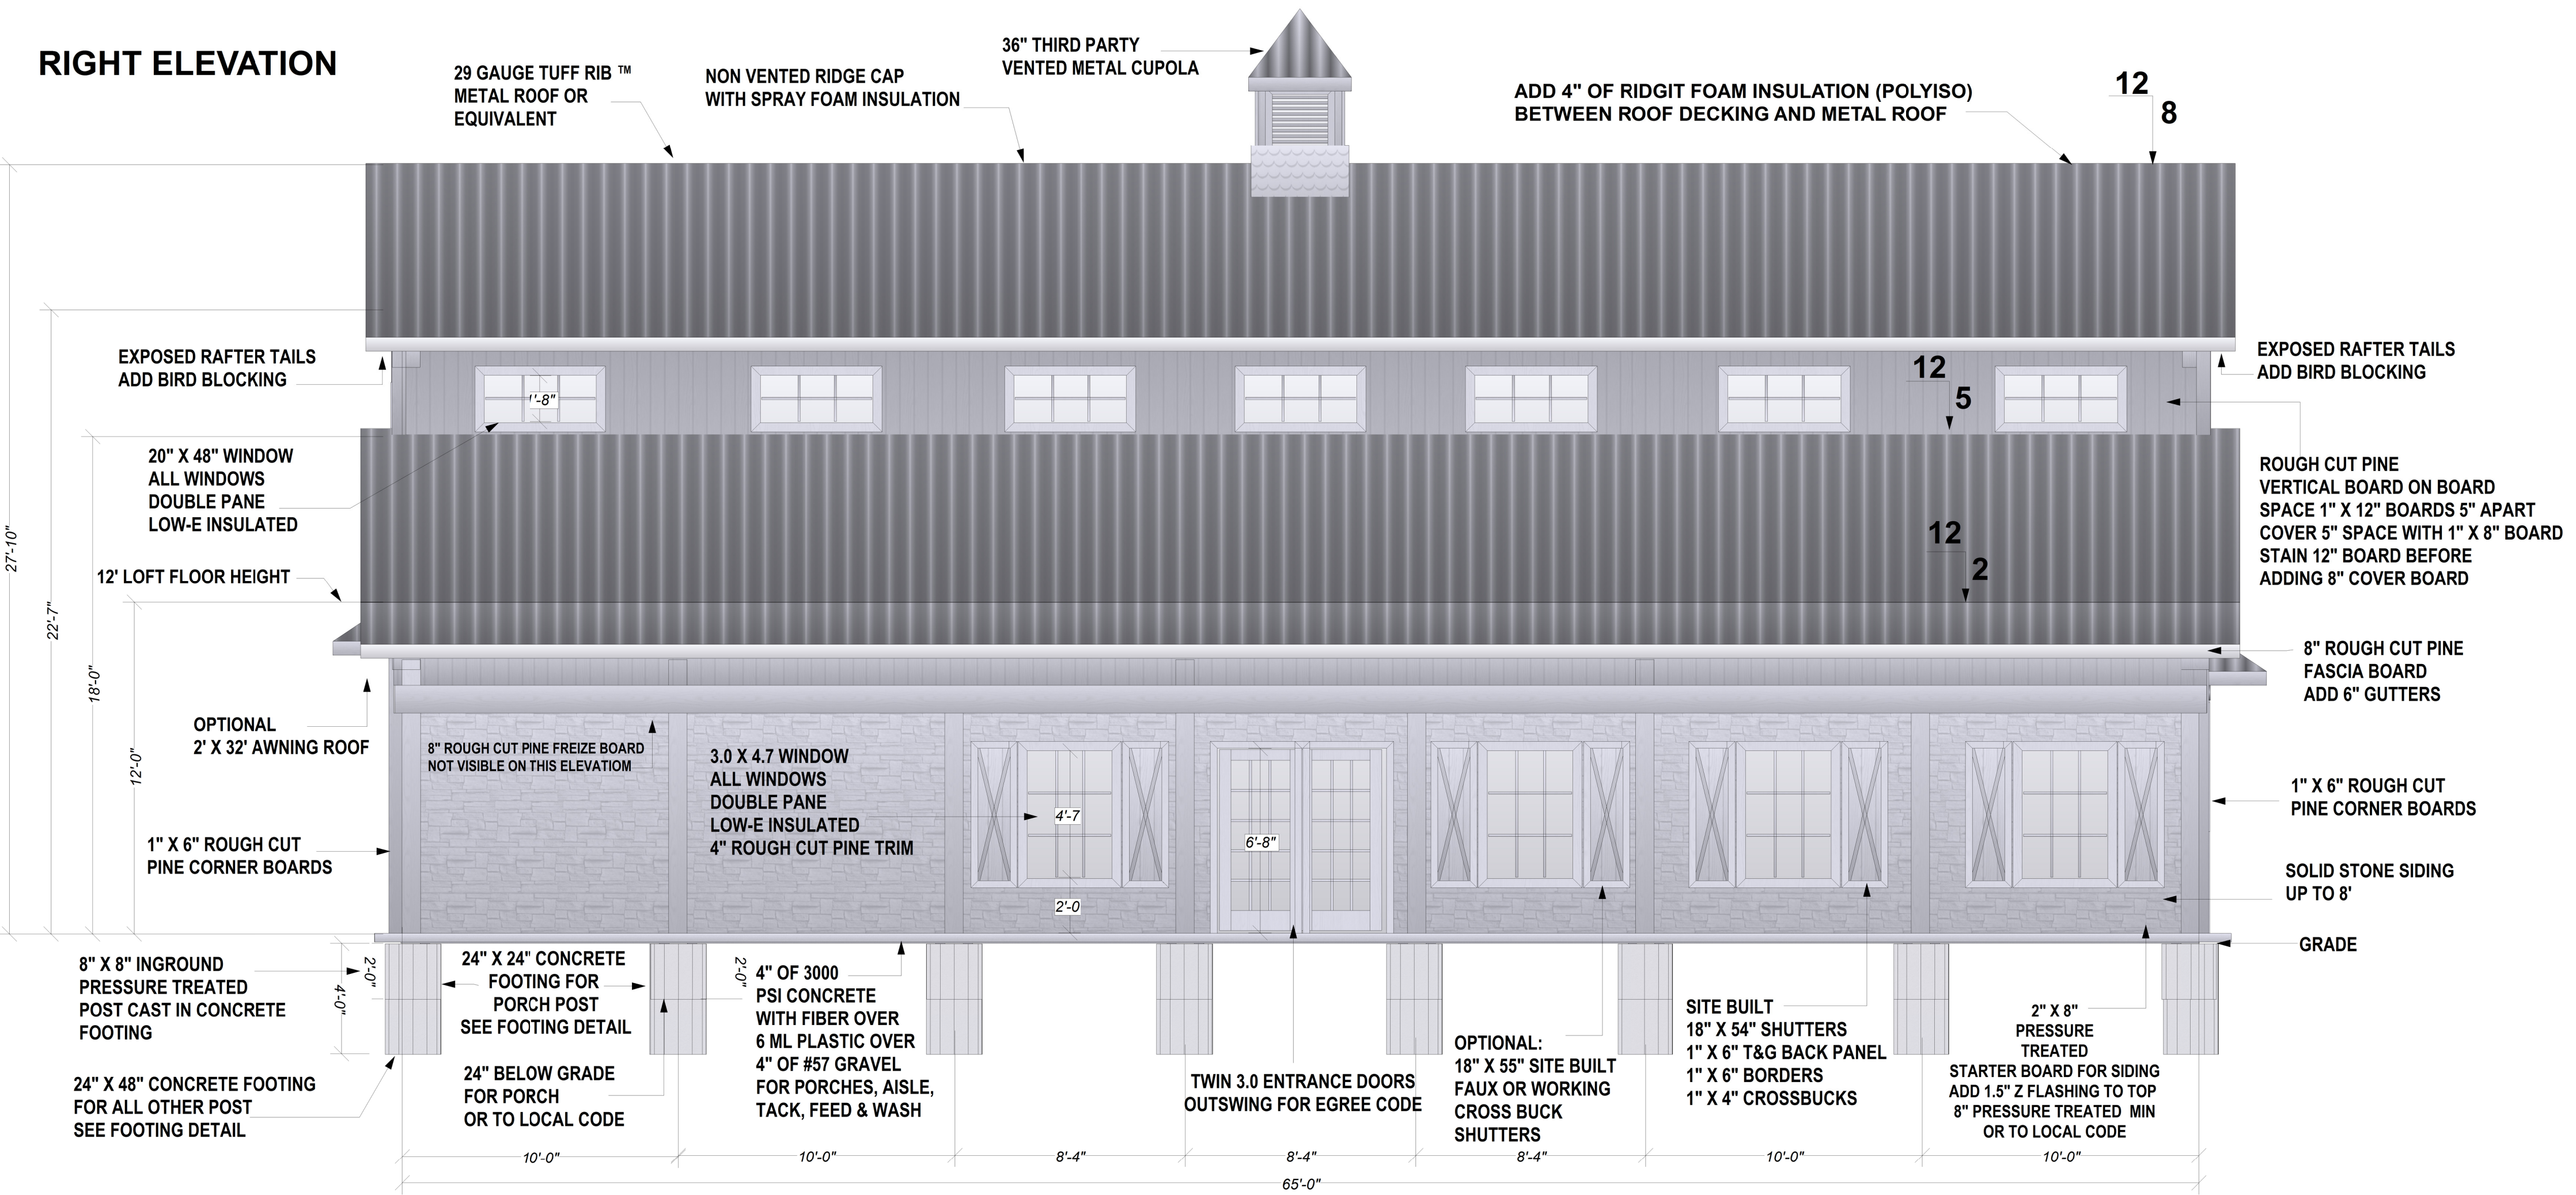 RIGHT ELEVATION
29 GAUGE TUFF RIB ™
METAL ROOF OR
EQUIVALENT
NON VENTED RIDGE CAP
WITH SPRAY FOAM INSULATION
36" THIRD PARTY
VENTED METAL CUPOLA
ADD 4" OF RIDGIT FOAM INSULATION (POLYISO)
BETWEEN ROOF DECKING AND METAL ROOF
12
8
EXPOSED RAFTER TAILS
ADD BIRD BLOCKING
EXPOSED RAFTER TAILS
ADD BIRD BLOCKING
1'-8"
12
5
20" X 48" WINDOW
ALL WINDOWS
DOUBLE PANE
LOW-E INSULATED
ROUGH CUT PINE
VERTICAL BOARD ON BOARD
SPACE 1" X 12" BOARDS 5" APART
COVER 5" SPACE WITH 1" X 8" BOARD
STAIN 12" BOARD BEFORE
ADDING 8" COVER BOARD
27'-10"
22'-7"
18'-0"
12'-0"
12' LOFT FLOOR HEIGHT
12
2
8" ROUGH CUT PINE
FASCIA BOARD
ADD 6" GUTTERS
OPTIONAL
2' X 32' AWNING ROOF
8" ROUGH CUT PINE FREIZE BOARD
NOT VISIBLE ON THIS ELEVATIOM
3.0 X 4.7 WINDOW
ALL WINDOWS
DOUBLE PANE
LOW-E INSULATED
4" ROUGH CUT PINE TRIM
4'-7
2'-0
6'-8"
1" X 6" ROUGH CUT
PINE CORNER BOARDS
1" X 6" ROUGH CUT
PINE CORNER BOARDS
SOLID STONE SIDING
UP TO 8'
GRADE
8" X 8" INGROUND
PRESSURE TREATED
POST CAST IN CONCRETE
FOOTING
2'-0"
4'-0"
24" X 24" CONCRETE
FOOTING FOR
PORCH POST
SEE FOOTING DETAIL
2'-0"
4" OF 3000
PSI CONCRETE
WITH FIBER OVER
6 ML PLASTIC OVER
4" OF #57 GRAVEL
FOR PORCHES, AISLE,
TACK, FEED & WASH
24" X 48" CONCRETE FOOTING
FOR ALL OTHER POST
SEE FOOTING DETAIL
24" BELOW GRADE
FOR PORCH
OR TO LOCAL CODE
TWIN 3.0 ENTRANCE DOORS
OUTSWING FOR EGREE CODE
OPTIONAL:
18" X 55" SITE BUILT
FAUX OR WORKING
CROSS BUCK
SHUTTERS
SITE BUILT
18" X 54" SHUTTERS
1" X 6" T&G BACK PANEL
1" X 6" BORDERS
1" X 4" CROSSBUCKS
2" X 8"
PRESSURE
TREATED
STARTER BOARD FOR SIDING
ADD 1.5" Z FLASHING TO TOP
8" PRESSURE TREATED MIN
OR TO LOCAL CODE
10'-0"
10'-0"
8'-4"
8'-4"
8'-4"
10'-0"
10'-0"
65'-0"